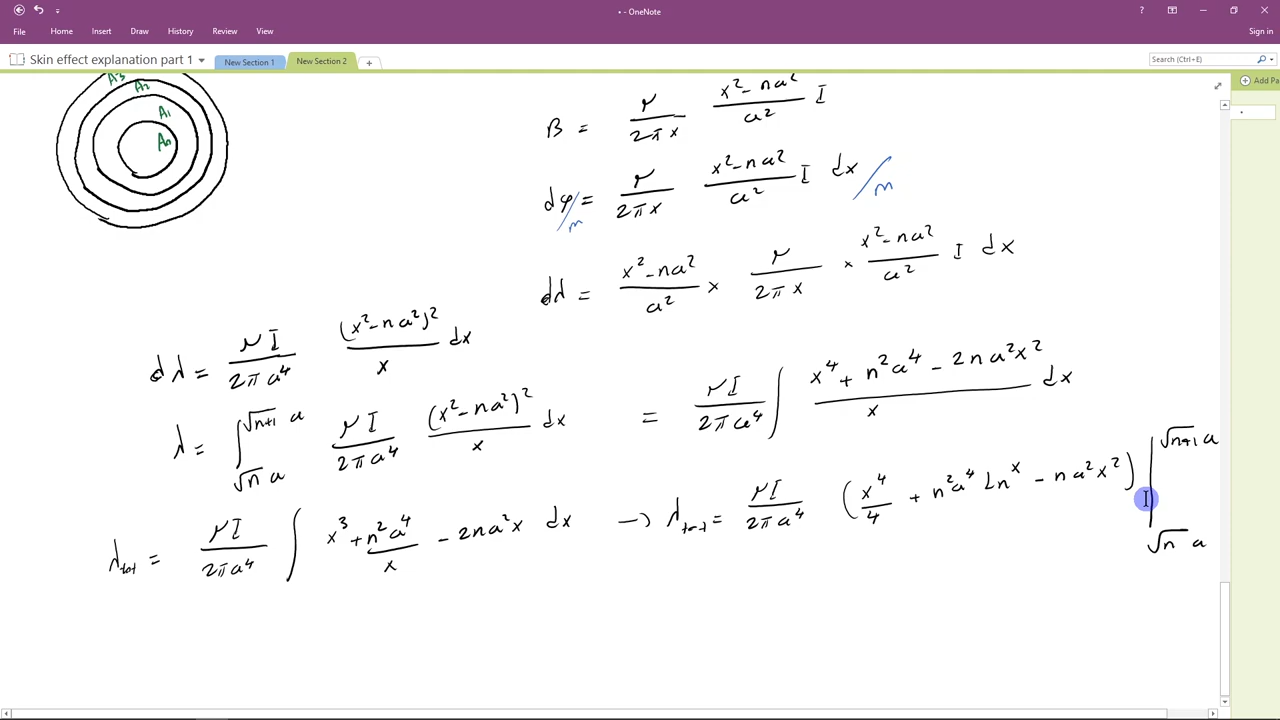 - OneNote
? Sign in
File Home Insert Draw History Review View
Skin effect explanation part 1 New Section 1 New Section 2 +
Search (Ctrl+E)
Add Pa
A3
A2
A1
A0
B = μ/2πx (x² - na²)/a² I
dφ/m = μ/2πx (x² - na²)/a² I dx/m
dλ = (x² - na²)/a² × μ/2πx × (x² - na²)/a² I dx
dλ = μI/2πa⁴ (x² - na²)²/x dx
λ = ∫_{√n a}^{√n+1 a} μI/2πa⁴ (x² - na²)²/x dx = μI/2πa⁴ ∫ (x⁴ + n²a⁴ - 2na²x²)/x dx
λtot = μI/2πa⁴ ∫ x³ + n²a⁴/x - 2na²x dx → λtot = μI/2πa⁴ (x⁴/4 + n²a⁴ Ln^x - na²x²) |_{√n a}^{√n+1 a}